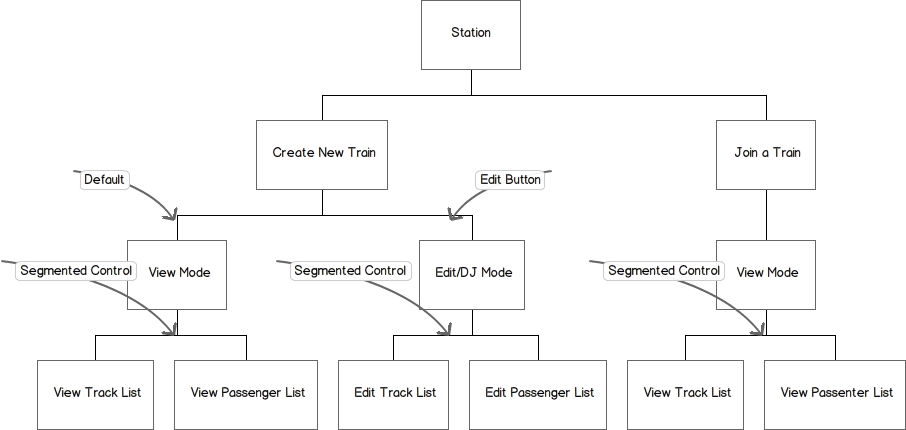 Station
Create New Train
Join a Train
Default
Edit Button
Segmented Control
View Mode
Segmented Control
Edit/DJ Mode
Segmented Control
View Mode
View Track List
View Passenger List
Edit Track List
Edit Passenger List
View Track List
View Passenter List